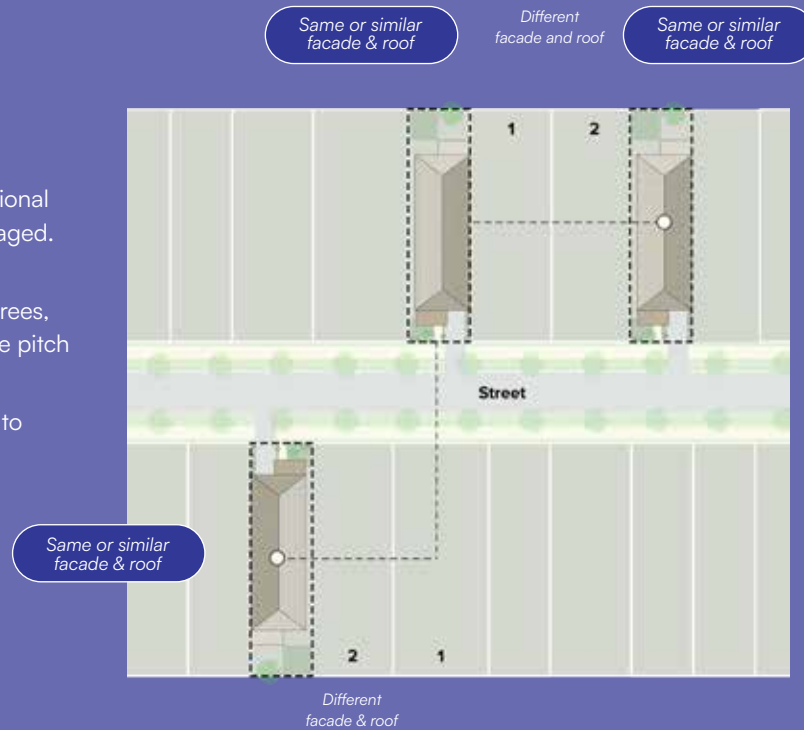 Same or similar
facade & roof
Different
facade and roof
Same or similar
facade & roof
1
2
Street
2
1
Same or similar
facade & roof
Different
facade & roof
ional
aged.
rees,
e pitch
to